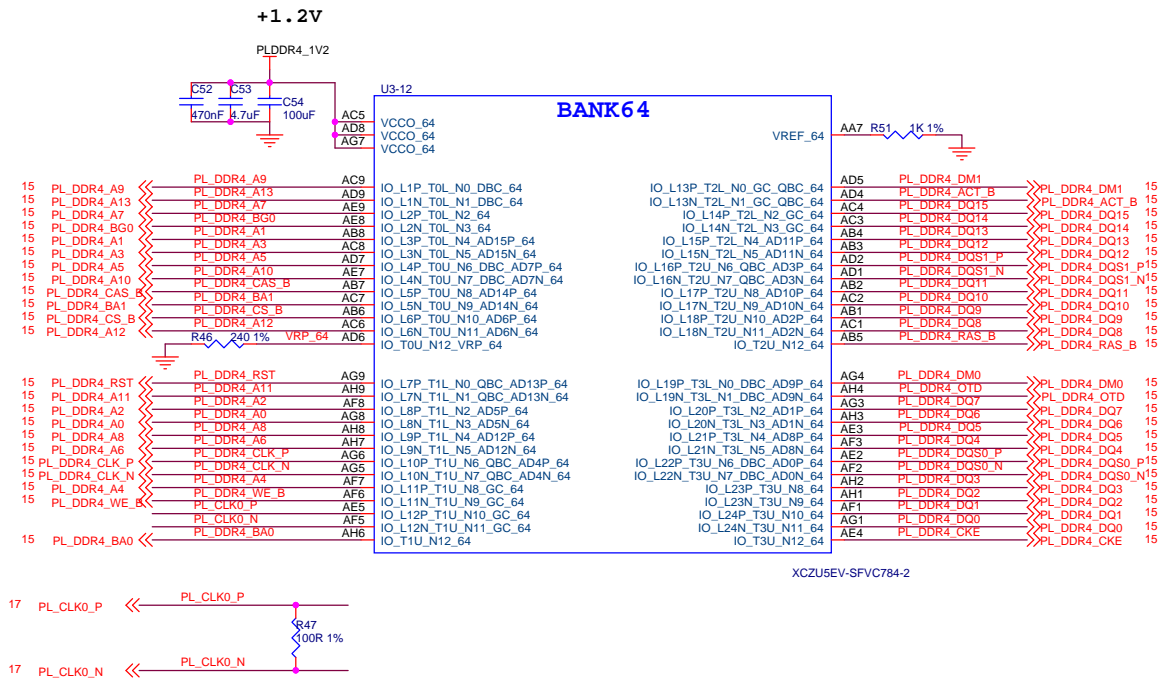 +1.2V
PLDDR4_1V2
C52 C53 C54
470nF 4.7uF 100uF
U3-12
BANK64
AC5 VCCO_64
AD8 VCCO_64
AG7 VCCO_64
VREF_64 AA7 R51 1K 1%
15 PL_DDR4_A9 PL_DDR4_A9 AC9 IO_L1P_T0L_N0_DBC_64
15 PL_DDR4_A13 PL_DDR4_A13 AD9 IO_L1N_T0L_N1_DBC_64
15 PL_DDR4_A7 PL_DDR4_A7 AE9 IO_L2P_T0L_N2_64
15 PL_DDR4_BG0 PL_DDR4_BG0 AE8 IO_L2N_T0L_N3_64
15 PL_DDR4_A1 PL_DDR4_A1 AB8 IO_L3P_T0L_N4_AD15P_64
15 PL_DDR4_A3 PL_DDR4_A3 AC8 IO_L3N_T0L_N5_AD15N_64
15 PL_DDR4_A5 PL_DDR4_A5 AD7 IO_L4P_T0U_N6_DBC_AD7P_64
15 PL_DDR4_A10 PL_DDR4_A10 AE7 IO_L4N_T0U_N7_DBC_AD7N_64
15 PL_DDR4_CAS_B PL_DDR4_CAS_B AB7 IO_L5P_T0U_N8_AD14P_64
15 PL_DDR4_BA1 PL_DDR4_BA1 AC7 IO_L5N_T0U_N9_AD14N_64
15 PL_DDR4_CS_B PL_DDR4_CS_B AB6 IO_L6P_T0U_N10_AD6P_64
15 PL_DDR4_A12 PL_DDR4_A12 AC6 IO_L6N_T0U_N11_AD6N_64
R46 240 1% VRP_64 AD6 IO_T0U_N12_VRP_64
15 PL_DDR4_RST PL_DDR4_RST AG9 IO_L7P_T1L_N0_QBC_AD13P_64
15 PL_DDR4_A11 PL_DDR4_A11 AH9 IO_L7N_T1L_N1_QBC_AD13N_64
15 PL_DDR4_A2 PL_DDR4_A2 AF8 IO_L8P_T1L_N2_AD5P_64
15 PL_DDR4_A0 PL_DDR4_A0 AG8 IO_L8N_T1L_N3_AD5N_64
15 PL_DDR4_A8 PL_DDR4_A8 AH8 IO_L9P_T1L_N4_AD12P_64
15 PL_DDR4_A6 PL_DDR4_A6 AH7 IO_L9N_T1L_N5_AD12N_64
15 PL_DDR4_CLK_P PL_DDR4_CLK_P AG6 IO_L10P_T1U_N6_QBC_AD4P_64
15 PL_DDR4_CLK_N PL_DDR4_CLK_N AG5 IO_L10N_T1U_N7_QBC_AD4N_64
15 PL_DDR4_A4 PL_DDR4_A4 AF7 IO_L11P_T1U_N8_GC_64
15 PL_DDR4_WE_B PL_DDR4_WE_B AF6 IO_L11N_T1U_N9_GC_64
PL_CLK0_P AE5 IO_L12P_T1U_N10_GC_64
PL_CLK0_N AF5 IO_L12N_T1U_N11_GC_64
15 PL_DDR4_BA0 PL_DDR4_BA0 AH6 IO_T1U_N12_64
IO_L13P_T2L_N0_GC_QBC_64 AD5 PL_DDR4_DM1 PL_DDR4_DM1 15
IO_L13N_T2L_N1_GC_QBC_64 AD4 PL_DDR4_ACT_B PL_DDR4_ACT_B 15
IO_L14P_T2L_N2_GC_64 AC4 PL_DDR4_DQ15 PL_DDR4_DQ15 15
IO_L14N_T2L_N3_GC_64 AC3 PL_DDR4_DQ14 PL_DDR4_DQ14 15
IO_L15P_T2L_N4_AD11P_64 AB4 PL_DDR4_DQ13 PL_DDR4_DQ13 15
IO_L15N_T2L_N5_AD11N_64 AB3 PL_DDR4_DQ12 PL_DDR4_DQ12 15
IO_L16P_T2U_N6_QBC_AD3P_64 AD2 PL_DDR4_DQS1_P PL_DDR4_DQS1_P 15
IO_L16N_T2U_N7_QBC_AD3N_64 AD1 PL_DDR4_DQS1_N PL_DDR4_DQS1_N 15
IO_L17P_T2U_N8_AD10P_64 AB2 PL_DDR4_DQ11 PL_DDR4_DQ11 15
IO_L17N_T2U_N9_AD10N_64 AC2 PL_DDR4_DQ10 PL_DDR4_DQ10 15
IO_L18P_T2U_N10_AD2P_64 AB1 PL_DDR4_DQ9 PL_DDR4_DQ9 15
IO_L18N_T2U_N11_AD2N_64 AC1 PL_DDR4_DQ8 PL_DDR4_DQ8 15
IO_T2U_N12_64 AB5 PL_DDR4_RAS_B PL_DDR4_RAS_B 15
IO_L19P_T3L_N0_DBC_AD9P_64 AG4 PL_DDR4_DM0 PL_DDR4_DM0 15
IO_L19N_T3L_N1_DBC_AD9N_64 AH4 PL_DDR4_OTD PL_DDR4_OTD 15
IO_L20P_T3L_N2_AD1P_64 AG3 PL_DDR4_DQ7 PL_DDR4_DQ7 15
IO_L20N_T3L_N3_AD1N_64 AH3 PL_DDR4_DQ6 PL_DDR4_DQ6 15
IO_L21P_T3L_N4_AD8P_64 AE3 PL_DDR4_DQ5 PL_DDR4_DQ5 15
IO_L21N_T3L_N5_AD8N_64 AF3 PL_DDR4_DQ4 PL_DDR4_DQ4 15
IO_L22P_T3U_N6_DBC_AD0P_64 AE2 PL_DDR4_DQS0_P PL_DDR4_DQS0_P 15
IO_L22N_T3U_N7_DBC_AD0N_64 AF2 PL_DDR4_DQS0_N PL_DDR4_DQS0_N 15
IO_L23P_T3U_N8_64 AH2 PL_DDR4_DQ3 PL_DDR4_DQ3 15
IO_L23N_T3U_N9_64 AH1 PL_DDR4_DQ2 PL_DDR4_DQ2 15
IO_L24P_T3U_N10_64 AF1 PL_DDR4_DQ1 PL_DDR4_DQ1 15
IO_L24N_T3U_N11_64 AG1 PL_DDR4_DQ0 PL_DDR4_DQ0 15
IO_T3U_N12_64 AE4 PL_DDR4_CKE PL_DDR4_CKE 15
XCZU5EV-SFVC784-2
17 PL_CLK0_P PL_CLK0_P
R47
100R 1%
17 PL_CLK0_N PL_CLK0_N